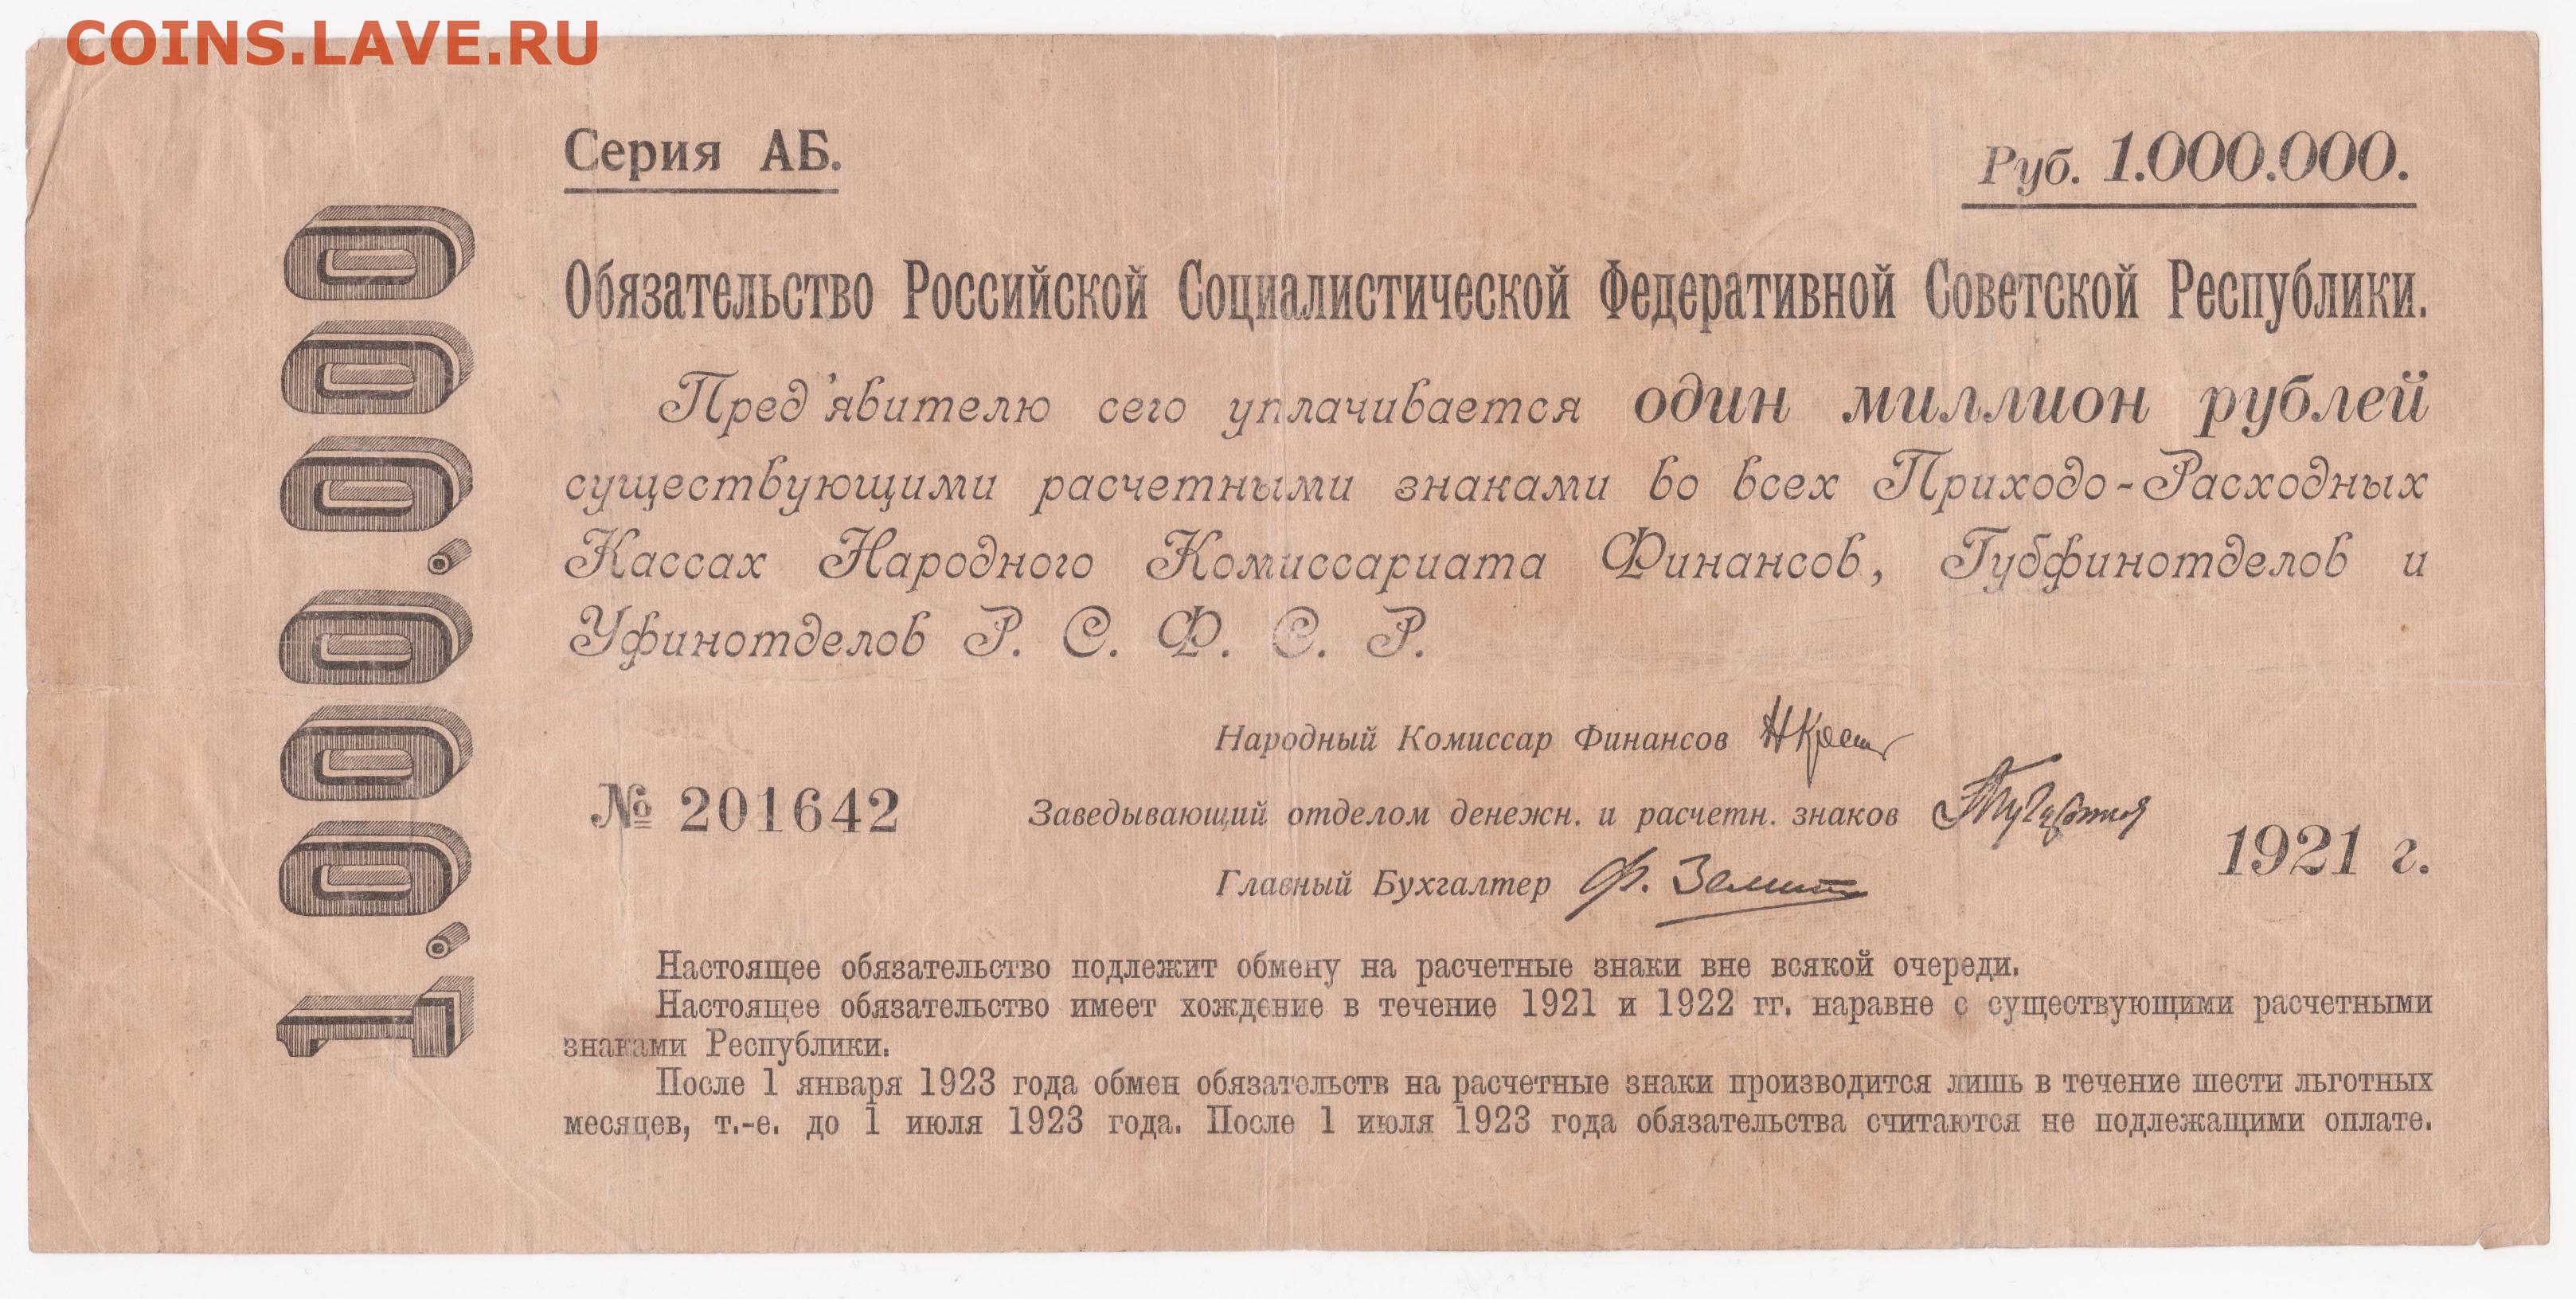 COINS.LAVE.RU
Серия АБ.
Руб. 1.000.000.
1.000.000
Обязательство Российской Социалистической Федеративной Советской Республики.
Пред'явителю сего уплачивается один миллион рублей
существующими расчетными знаками во всех Приходо-Расходных
Кассах Народного Комиссариата Финансов, Губфинотделов и
Уфинотделов Р. С. Ф. С. Р.
Народный Комиссар Финансов
№ 201642
Заведывающий отделом денежн. и расчетн. знаков
1921 г.
Главный Бухгалтер
Настоящее обязательство подлежит обмену на расчетные знаки вне всякой очереди.
Настоящее обязательство имеет хождение в течение 1921 и 1922 гг. наравне с существующими расчетными
знаками Республики.
После 1 января 1923 года обмен обязательств на расчетные знаки производится лишь в течение шести льготных
месяцев, т.-е. до 1 июля 1923 года. После 1 июля 1923 года обязательства считаются не подлежащими оплате.